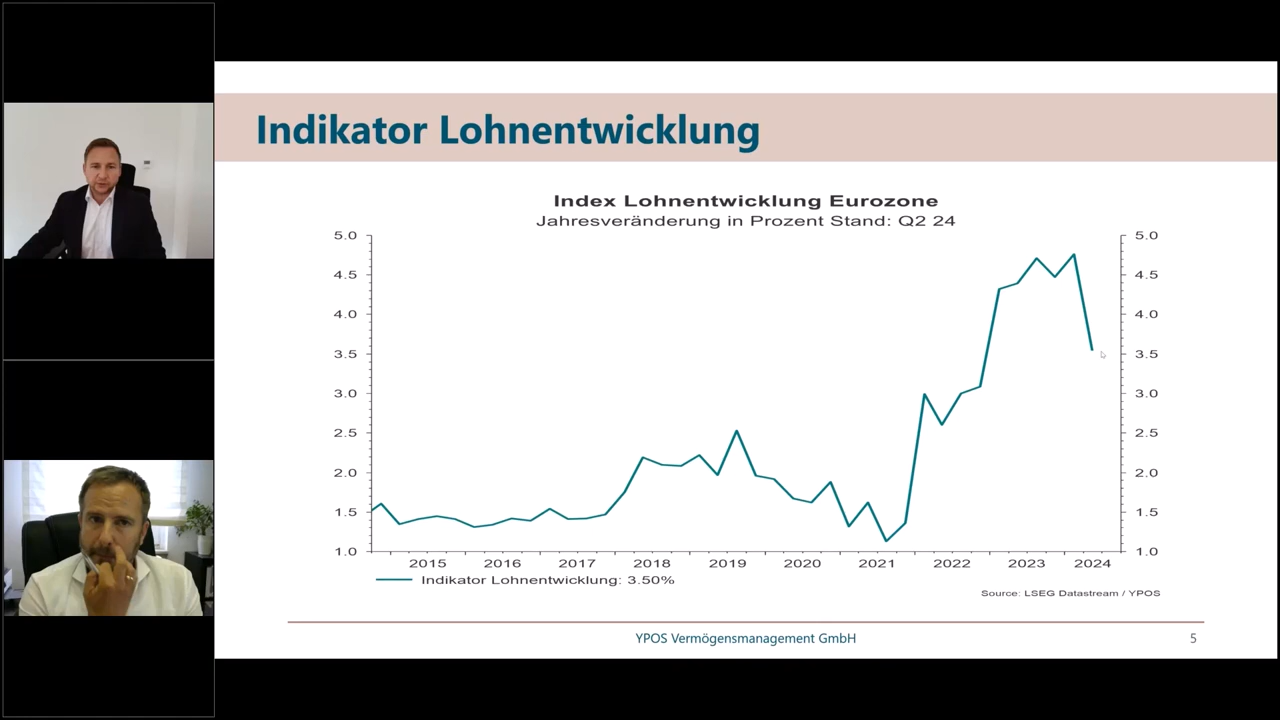 Indikator Lohnentwicklung
Index Lohnentwicklung Eurozone
Jahresveränderung in Prozent Stand: Q2 24
5.0 5.0
4.5 4.5
4.0 4.0
3.5 3.5
3.0 3.0
2.5 2.5
2.0 2.0
1.5 1.5
1.0 1.0
2015 2016 2017 2018 2019 2020 2021 2022 2023 2024
Indikator Lohnentwicklung: 3.50%
Source: LSEG Datastream / YPOS
YPOS Vermögensmanagement GmbH 5